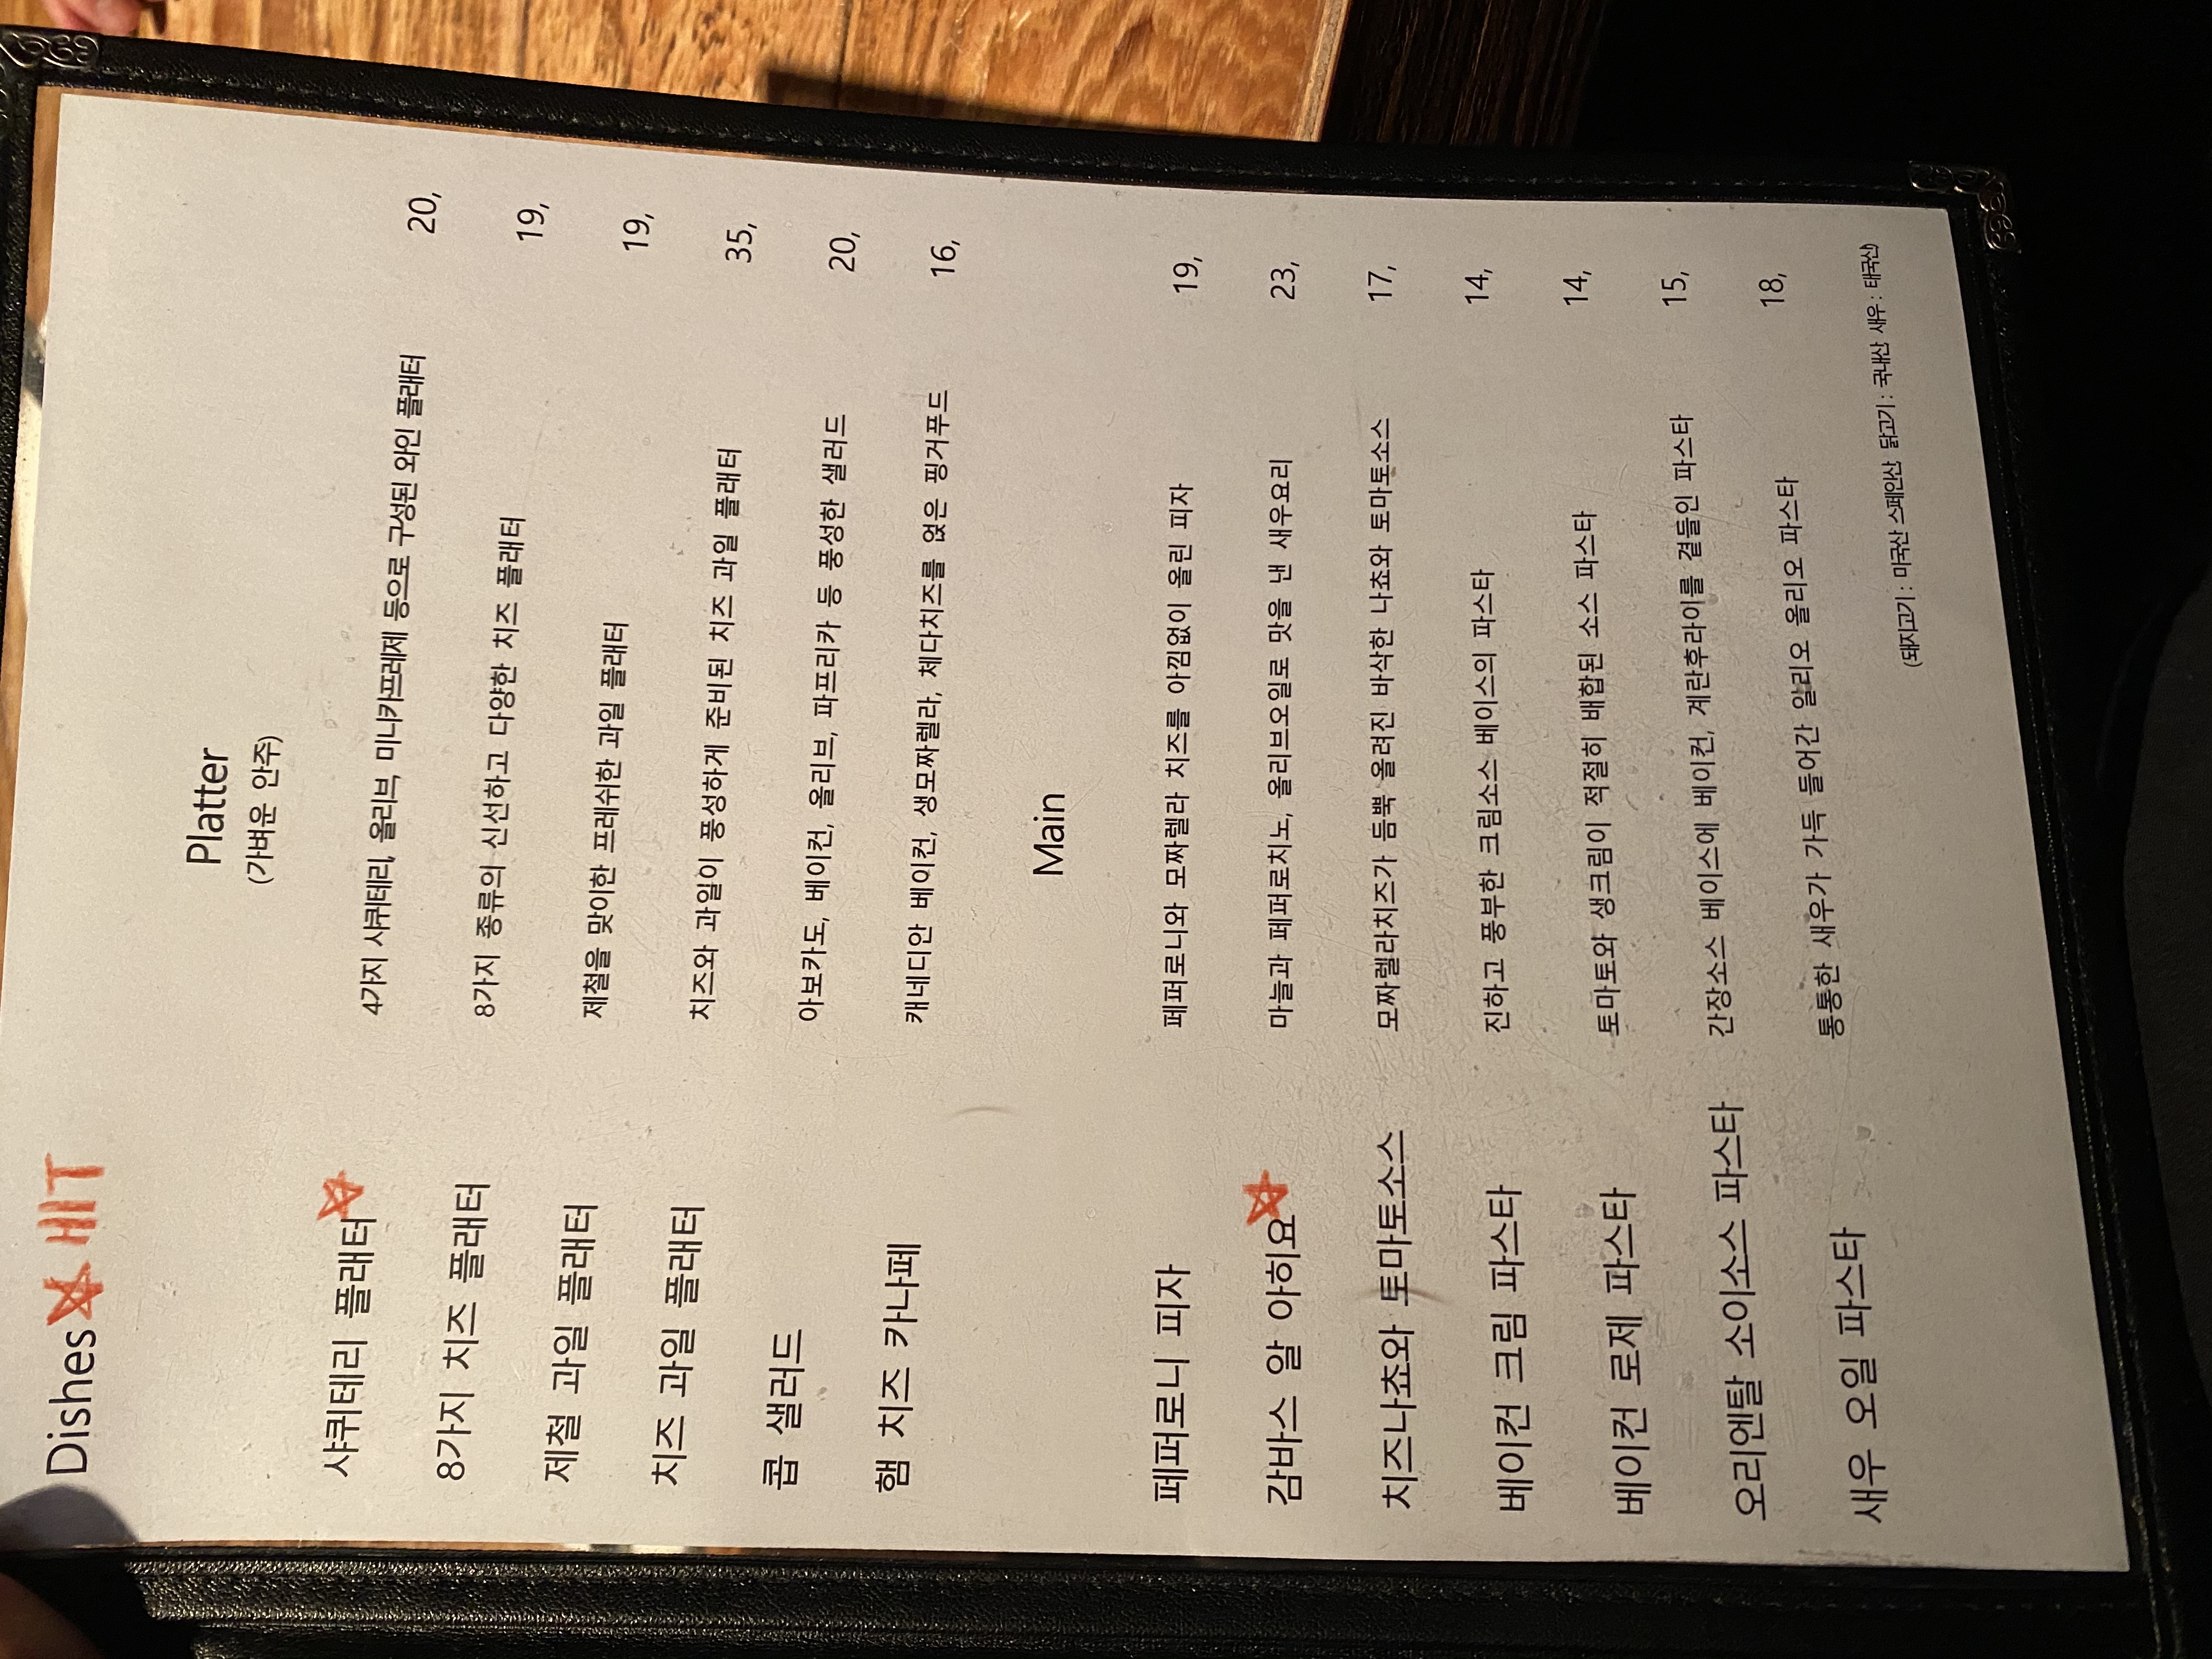 Dishes☆ HIT
Platter
(가벼운 안주)
샤퀴테리 플래터☆ 4가지 샤퀴테리, 올리브, 미니카프레제 등으로 구성된 와인 플래터 20,
8가지 치즈 플래터 8가지 종류의 신선하고 다양한 치즈 플래터 19,
제철 과일 플래터 제철을 맞이한 프레쉬한 과일 플래터 19,
치즈 과일 플래터 치즈와 과일이 풍성하게 준비된 치즈 과일 플래터 35,
콥 샐러드 아보카도, 베이컨, 올리브, 파프리카 등 풍성한 샐러드 20,
햄 치즈 카나페 캐네디안 베이컨, 생모짜렐라, 체다치즈를 얹은 핑거푸드 16,
Main
페퍼로니 피자 페퍼로니와 모짜렐라 치즈를 아낌없이 올린 피자 19,
감바스 알 아히요☆ 마늘과 페퍼로치노, 올리브오일로 맛을 낸 새우요리 23,
치즈나쵸와 토마토소스 모짜렐라치즈가 듬뿍 올려진 바삭한 나쵸와 토마토소스 17,
베이컨 크림 파스타 진하고 풍부한 크림소스 베이스의 파스타 14,
베이컨 로제 파스타 토마토와 생크림이 적절히 배합된 소스 파스타 14,
오리엔탈 소이소스 파스타 간장소스 베이스에 베이컨, 계란후라이를 곁들인 파스타 15,
새우 오일 파스타 통통한 새우가 가득 들어간 알리오 올리오 파스타 18,
(돼지고기 : 미국산 스페인산, 닭고기 : 국내산 새우 : 태국산)